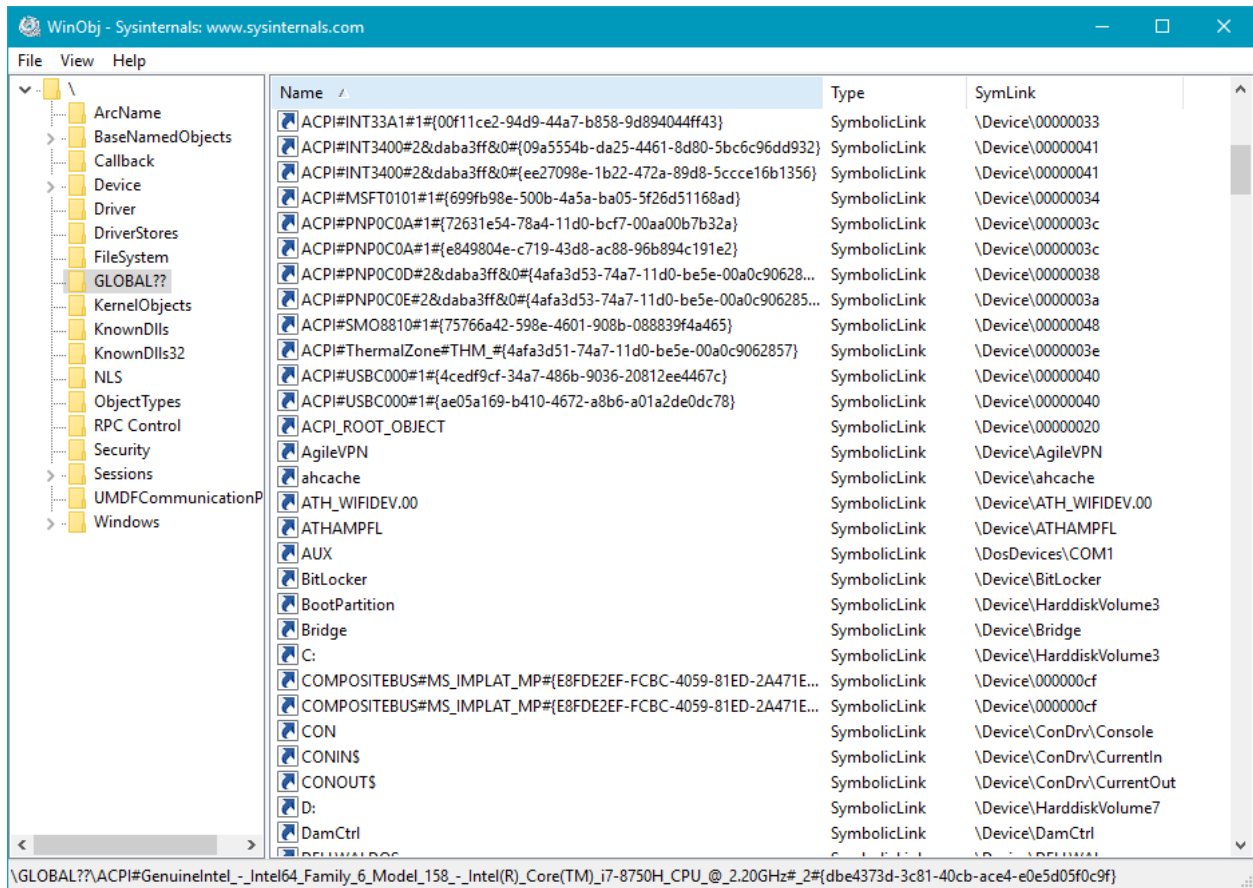 WinObj - Sysinternals: www.sysinternals.com
File View Help
\
ArcName
BaseNamedObjects
Callback
Device
Driver
DriverStores
FileSystem
GLOBAL??
KernelObjects
KnownDlls
KnownDlls32
NLS
ObjectTypes
RPC Control
Security
Sessions
UMDFCommunicationP
Windows
Name Type SymLink
ACPI#INT33A1#1#{00f11ce2-94d9-44a7-b858-9d894044ff43} SymbolicLink \Device\00000033
ACPI#INT3400#2&daba3ff&0#{09a5554b-da25-4461-8d80-5bc6c96dd932} SymbolicLink \Device\00000041
ACPI#INT3400#2&daba3ff&0#{ee27098e-1b22-472a-89d8-5ccce16b1356} SymbolicLink \Device\00000041
ACPI#MSFT0101#1#{699fb98e-500b-4a5a-ba05-5f26d51168ad} SymbolicLink \Device\00000034
ACPI#PNP0C0A#1#{72631e54-78a4-11d0-bcf7-00aa00b7b32a} SymbolicLink \Device\0000003c
ACPI#PNP0C0A#1#{e849804e-c719-43d8-ac88-96b894c191e2} SymbolicLink \Device\0000003c
ACPI#PNP0C0D#2&daba3ff&0#{4afa3d53-74a7-11d0-be5e-00a0c90628... SymbolicLink \Device\00000038
ACPI#PNP0C0E#2&daba3ff&0#{4afa3d53-74a7-11d0-be5e-00a0c906285... SymbolicLink \Device\0000003a
ACPI#SMO8810#1#{75766a42-598e-4601-908b-088839f4a465} SymbolicLink \Device\00000048
ACPI#ThermalZone#THM_#{4afa3d51-74a7-11d0-be5e-00a0c9062857} SymbolicLink \Device\0000003e
ACPI#USBC000#1#{4cedf9cf-34a7-486b-9036-20812ee4467c} SymbolicLink \Device\00000040
ACPI#USBC000#1#{ae05a169-b410-4672-a8b6-a01a2de0dc78} SymbolicLink \Device\00000040
ACPI_ROOT_OBJECT SymbolicLink \Device\00000020
AgileVPN SymbolicLink \Device\AgileVPN
ahcache SymbolicLink \Device\ahcache
ATH_WIFIDEV.00 SymbolicLink \Device\ATH_WIFIDEV.00
ATHAMPFL SymbolicLink \Device\ATHAMPFL
AUX SymbolicLink \DosDevices\COM1
BitLocker SymbolicLink \Device\BitLocker
BootPartition SymbolicLink \Device\HarddiskVolume3
Bridge SymbolicLink \Device\Bridge
C: SymbolicLink \Device\HarddiskVolume3
COMPOSITEBUS#MS_IMPLAT_MP#{E8FDE2EF-FCBC-4059-81ED-2A471E... SymbolicLink \Device\000000cf
COMPOSITEBUS#MS_IMPLAT_MP#{E8FDE2EF-FCBC-4059-81ED-2A471E... SymbolicLink \Device\000000cf
CON SymbolicLink \Device\ConDrv\Console
CONIN$ SymbolicLink \Device\ConDrv\CurrentIn
CONOUT$ SymbolicLink \Device\ConDrv\CurrentOut
D: SymbolicLink \Device\HarddiskVolume7
DamCtrl SymbolicLink \Device\DamCtrl
\GLOBAL??\ACPI#GenuineIntel_-_Intel64_Family_6_Model_158_-_Intel(R)_Core(TM)_i7-8750H_CPU_@_2.20GHz#_2#{dbe4373d-3c81-40cb-ace4-e0e5d05f0c9f}